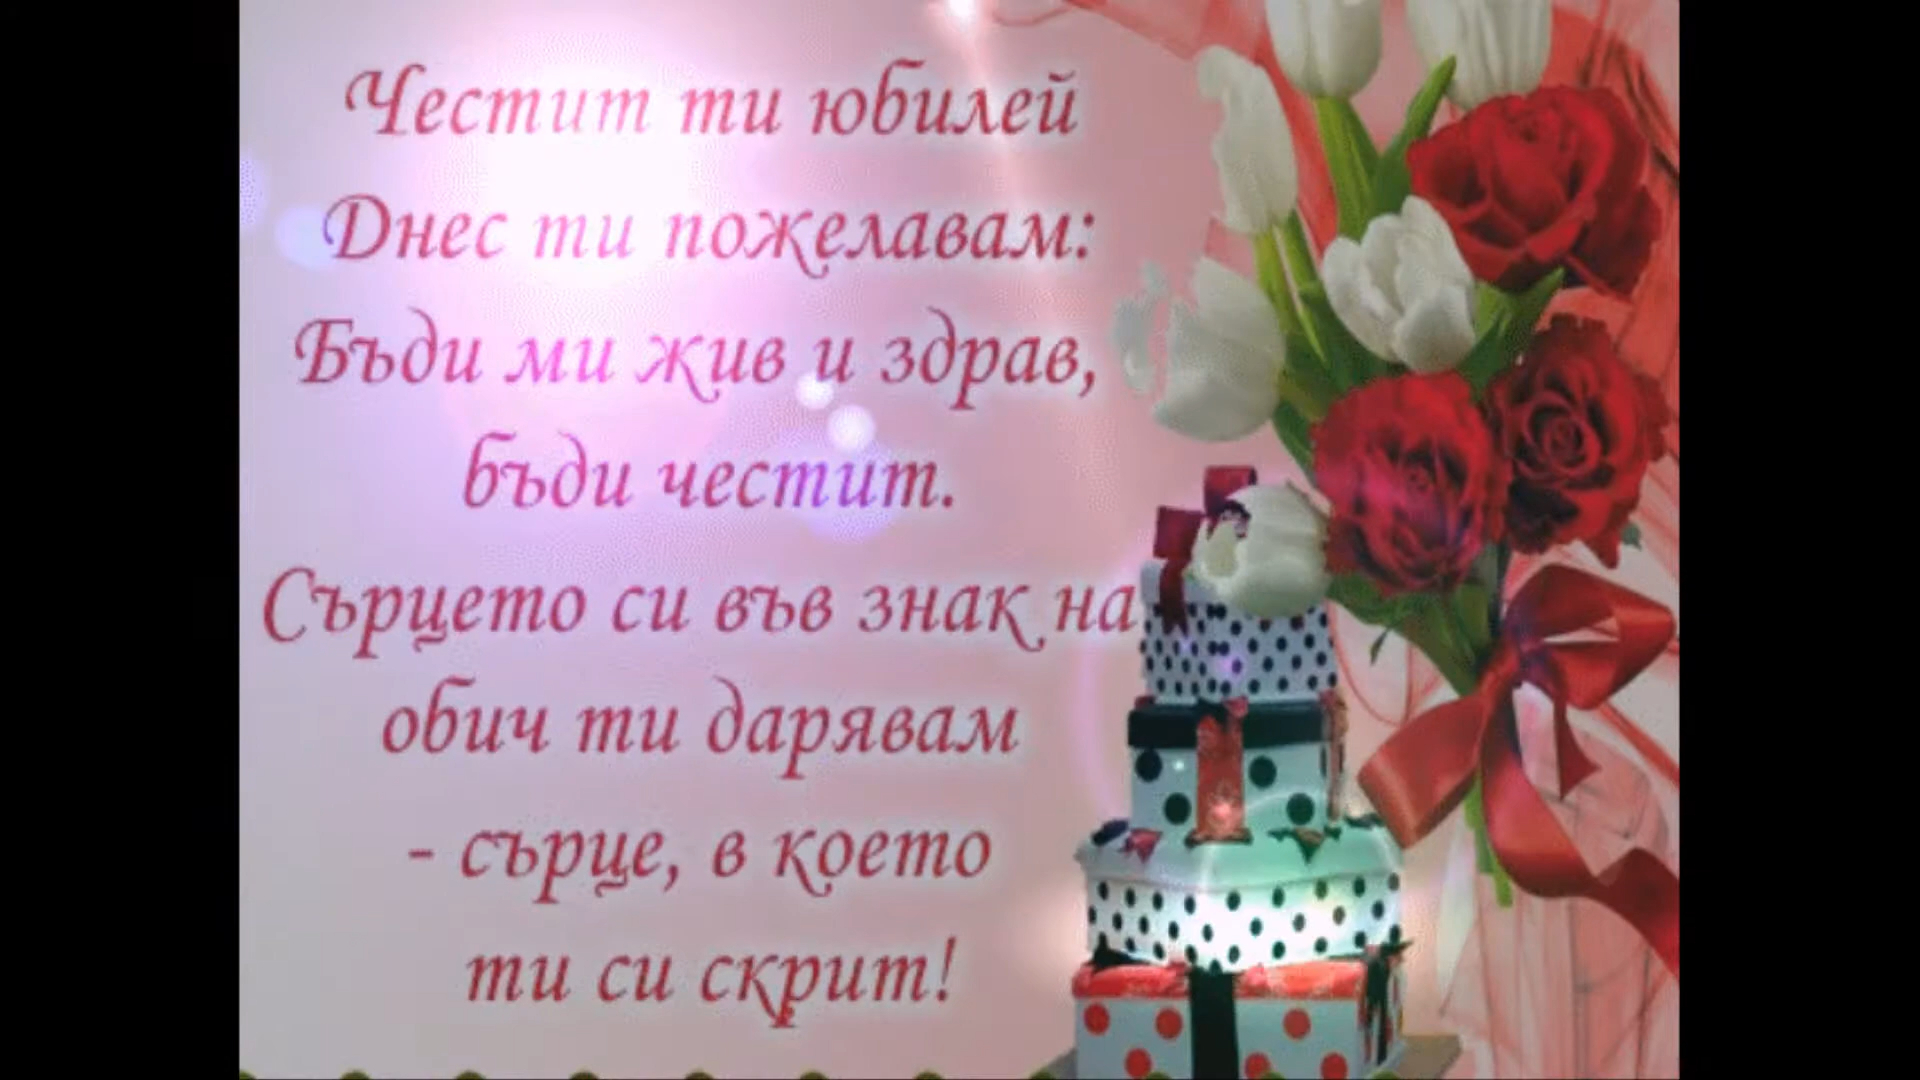 Честит ти юбилей
Днес ти пожелавам:
Бъди ми жив и здрав,
бъди честит.
Сърцето си във знак на
обич ти дарявам
- сърце, в което
ти си скрит!